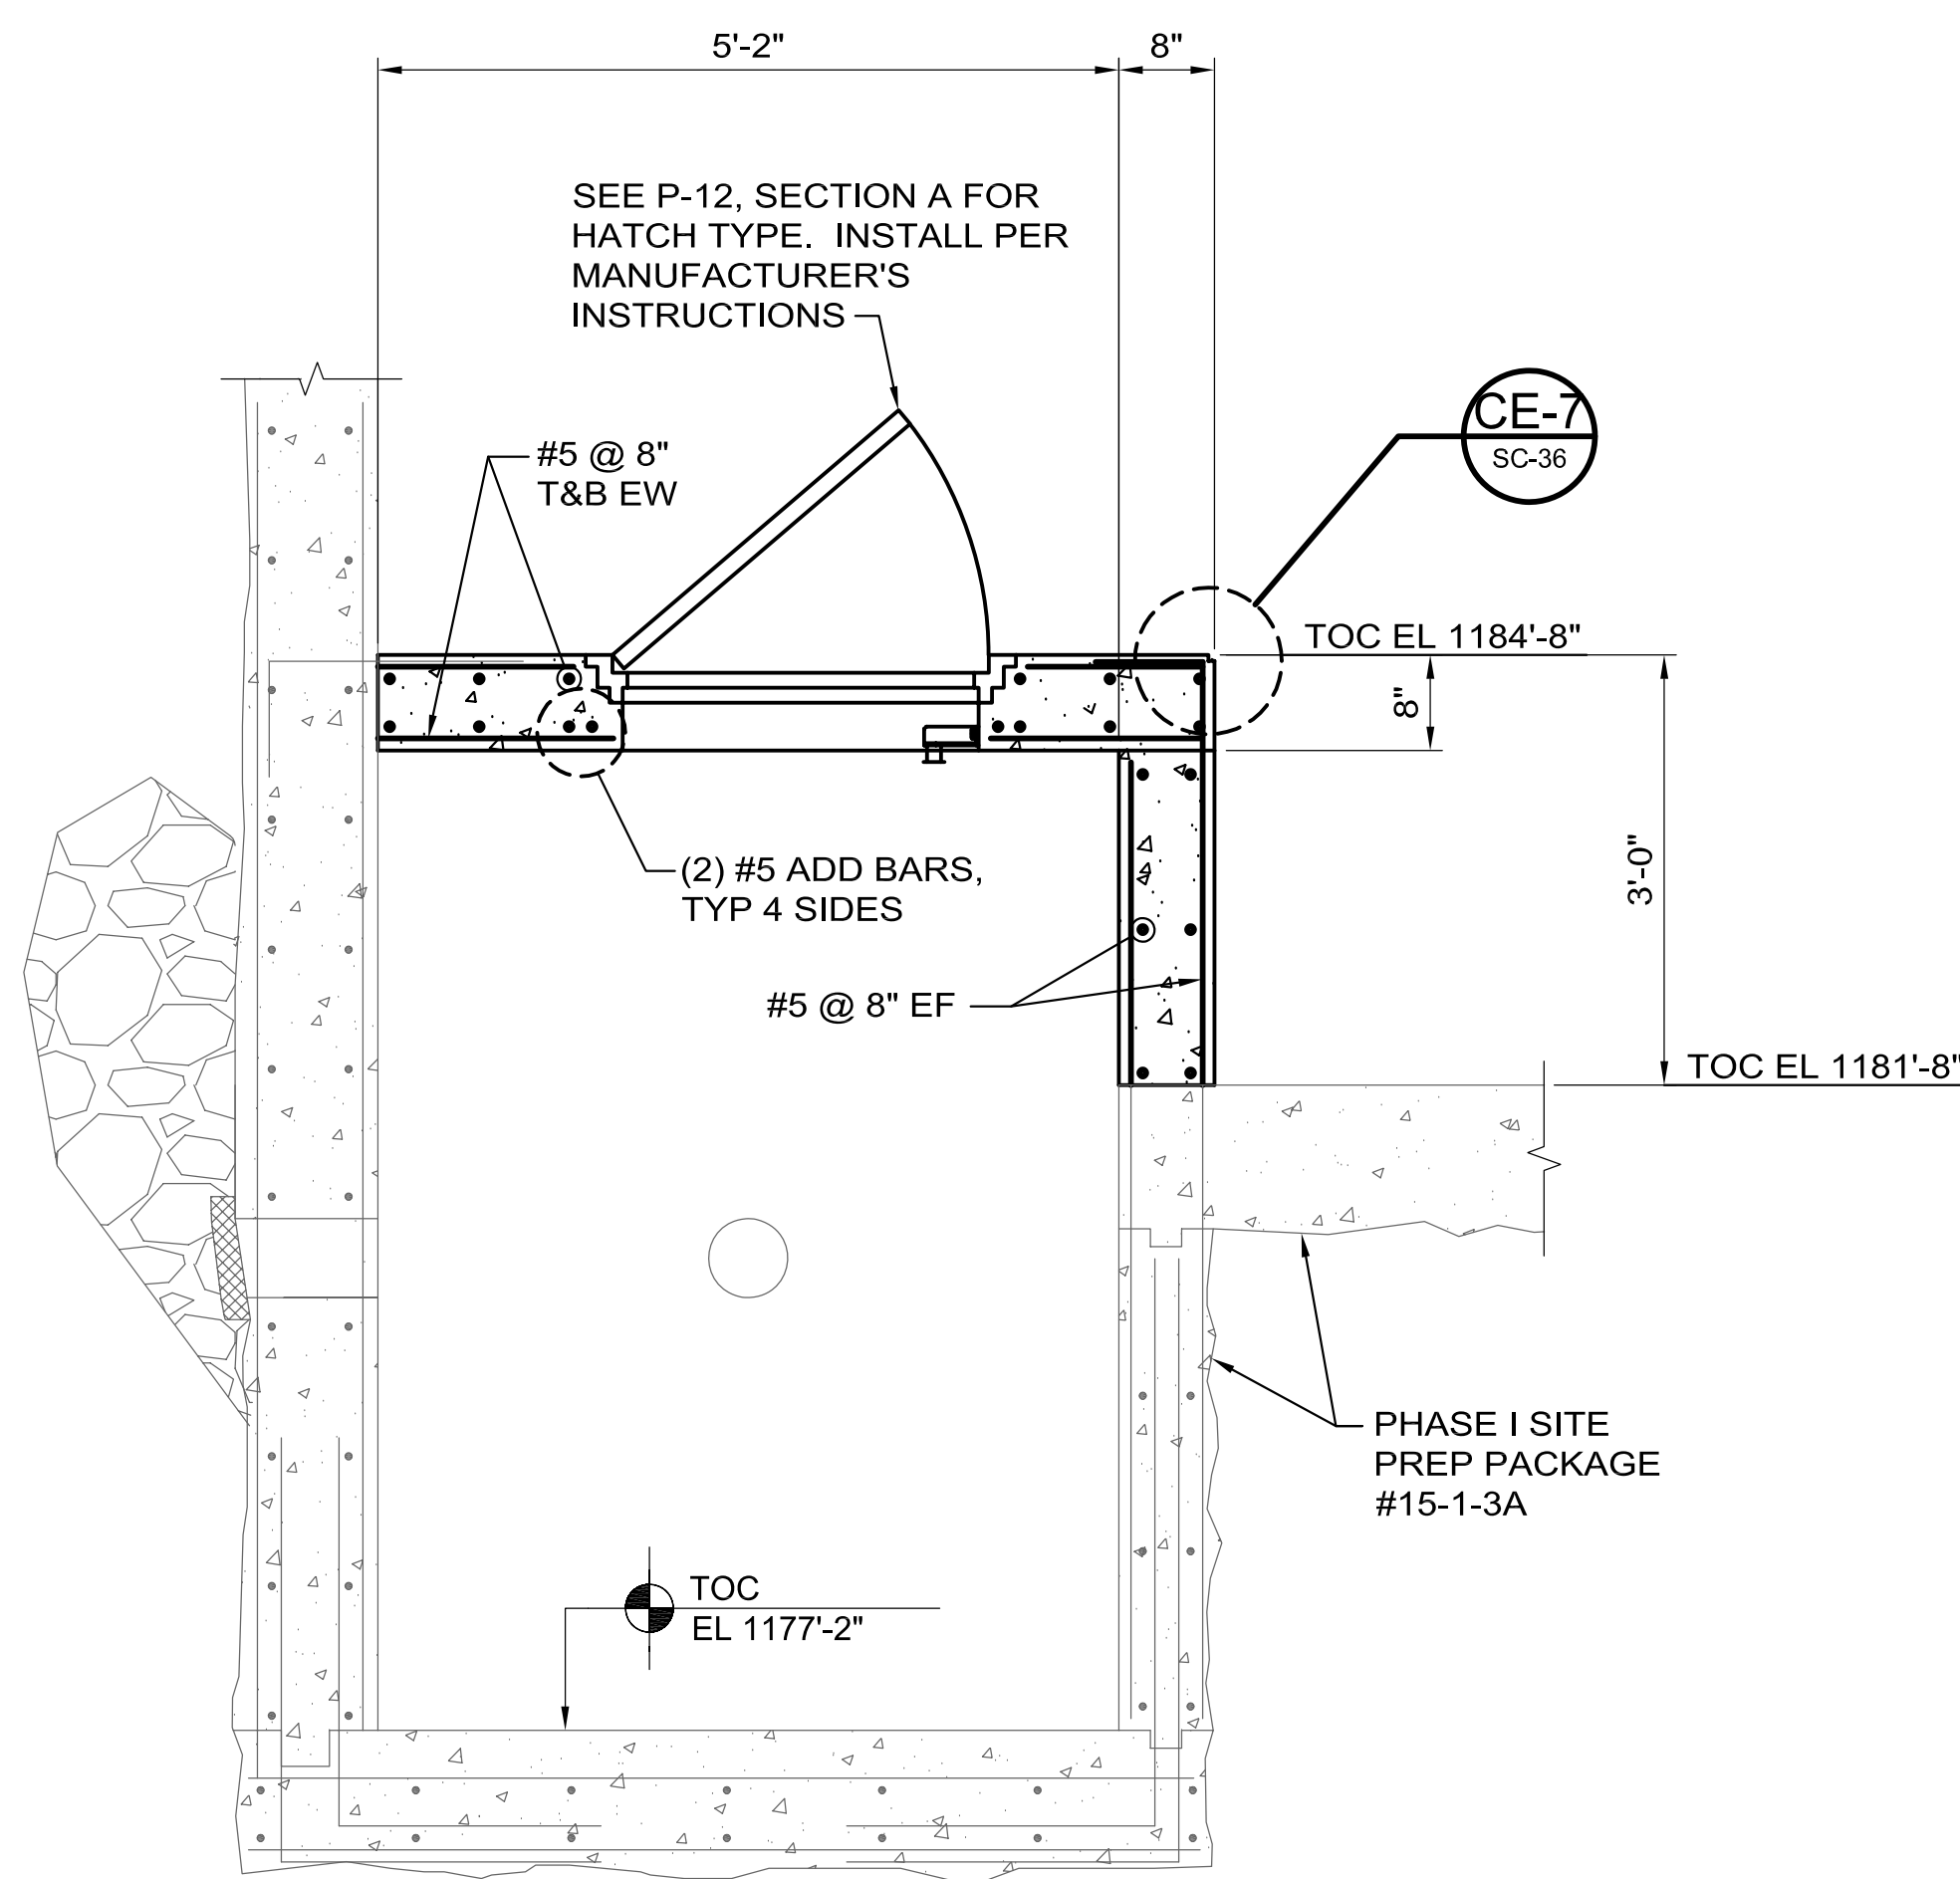 5'-2"
8"
SEE P-12, SECTION A FOR
HATCH TYPE. INSTALL PER
MANUFACTURER'S
INSTRUCTIONS
CE-7
SC-36
#5 @ 8"
T&B EW
TOC EL 1184'-8"
8"
3'-0"
(2) #5 ADD BARS,
TYP 4 SIDES
#5 @ 8" EF
TOC EL 1181'-8"
PHASE I SITE
PREP PACKAGE
#15-1-3A
TOC
EL 1177'-2"